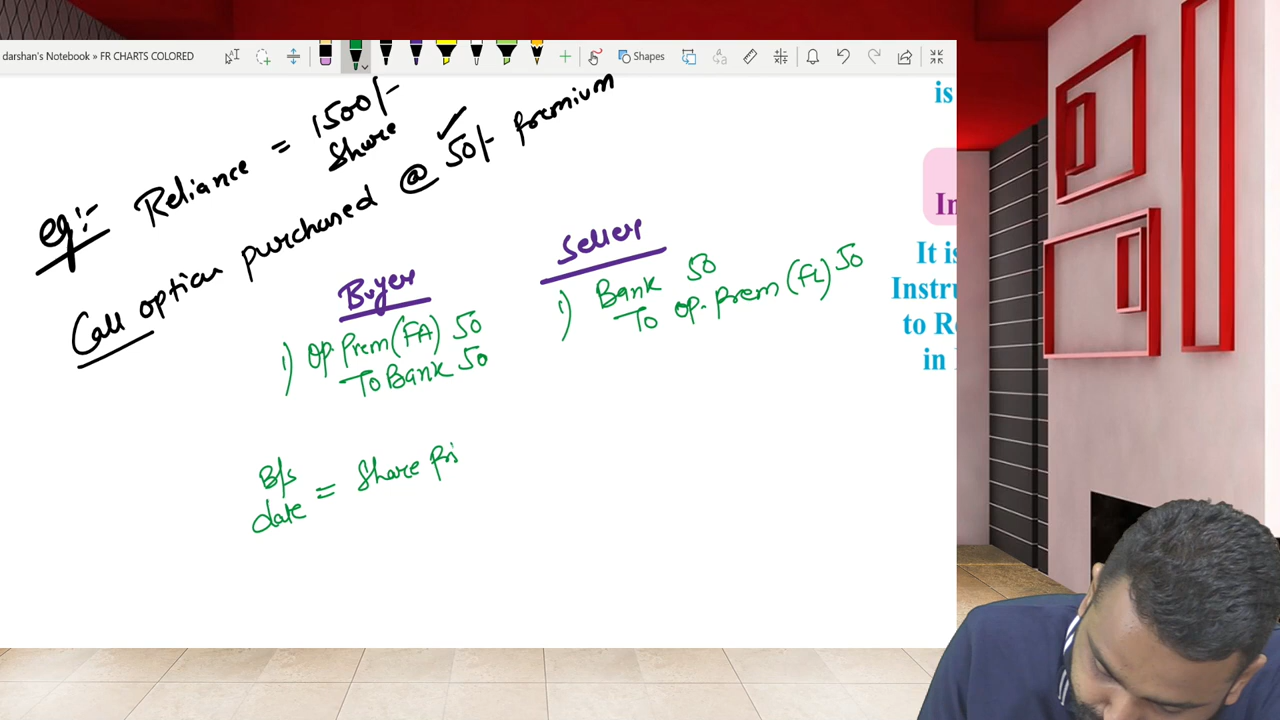 darshan's Notebook » FR CHARTS COLORED
Shapes
eg:- Reliance = 1500/-
Share
Call option purchased @ 50/- premium
Buyer
1) Op. Prem (FA) 50
To Bank 50
Seller
1) Bank 50
To Op. Prem (FL) 50
B/s
date = Share Pri
is
In
It is
Instru
to Re
in